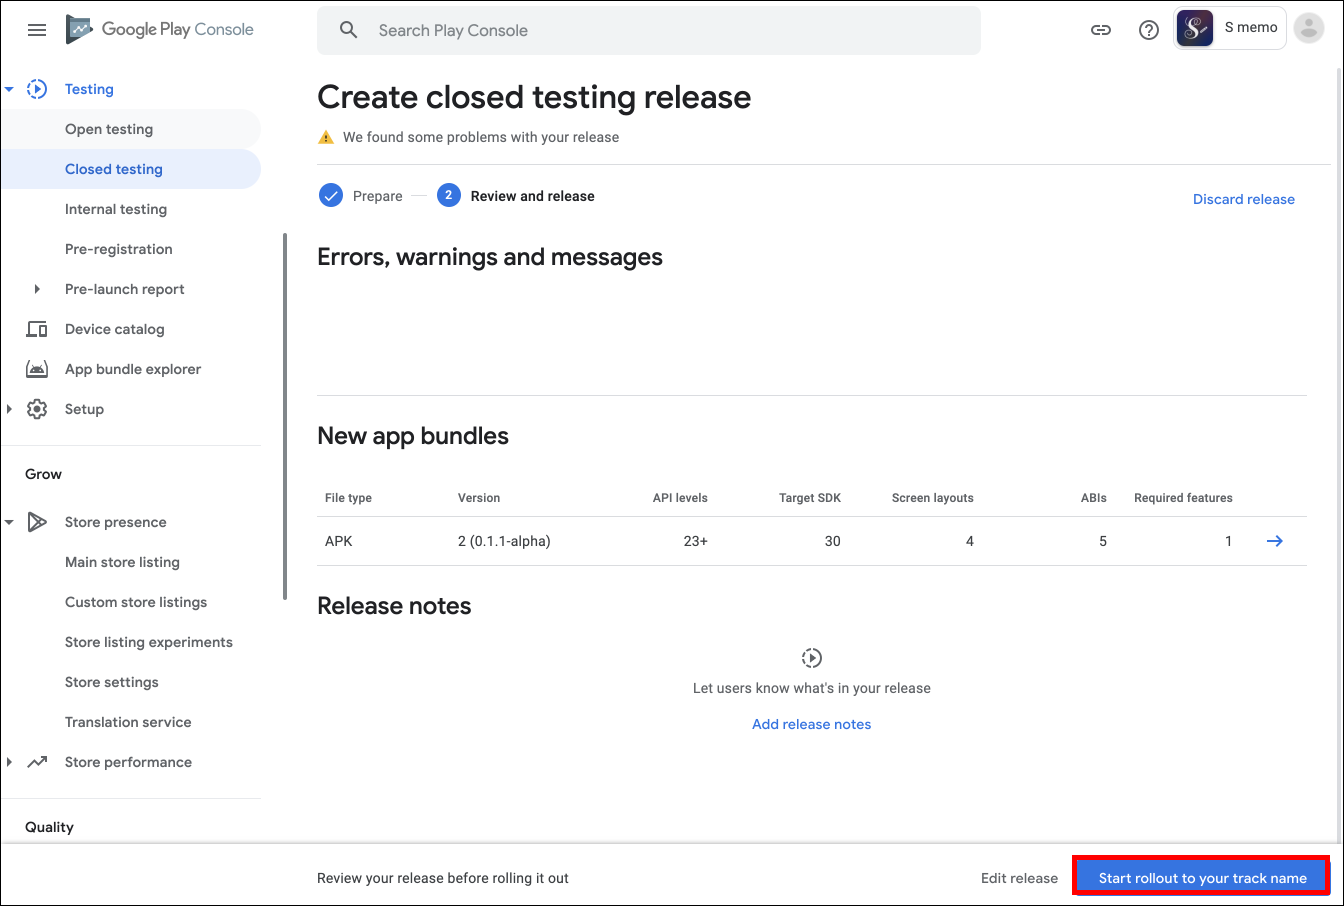 Google Play Console
Search Play Console
S memo
Testing
Open testing
Closed testing
Internal testing
Pre-registration
Pre-launch report
Device catalog
App bundle explorer
Setup
Grow
Store presence
Main store listing
Custom store listings
Store listing experiments
Store settings
Translation service
Store performance
Quality
Create closed testing release
We found some problems with your release
Prepare
2 Review and release
Discard release
Errors, warnings and messages
New app bundles
File type Version API levels Target SDK Screen layouts ABIs Required features
APK 2 (0.1.1-alpha) 23+ 30 4 5 1
Release notes
Let users know what's in your release
Add release notes
Review your release before rolling it out
Edit release
Start rollout to your track name